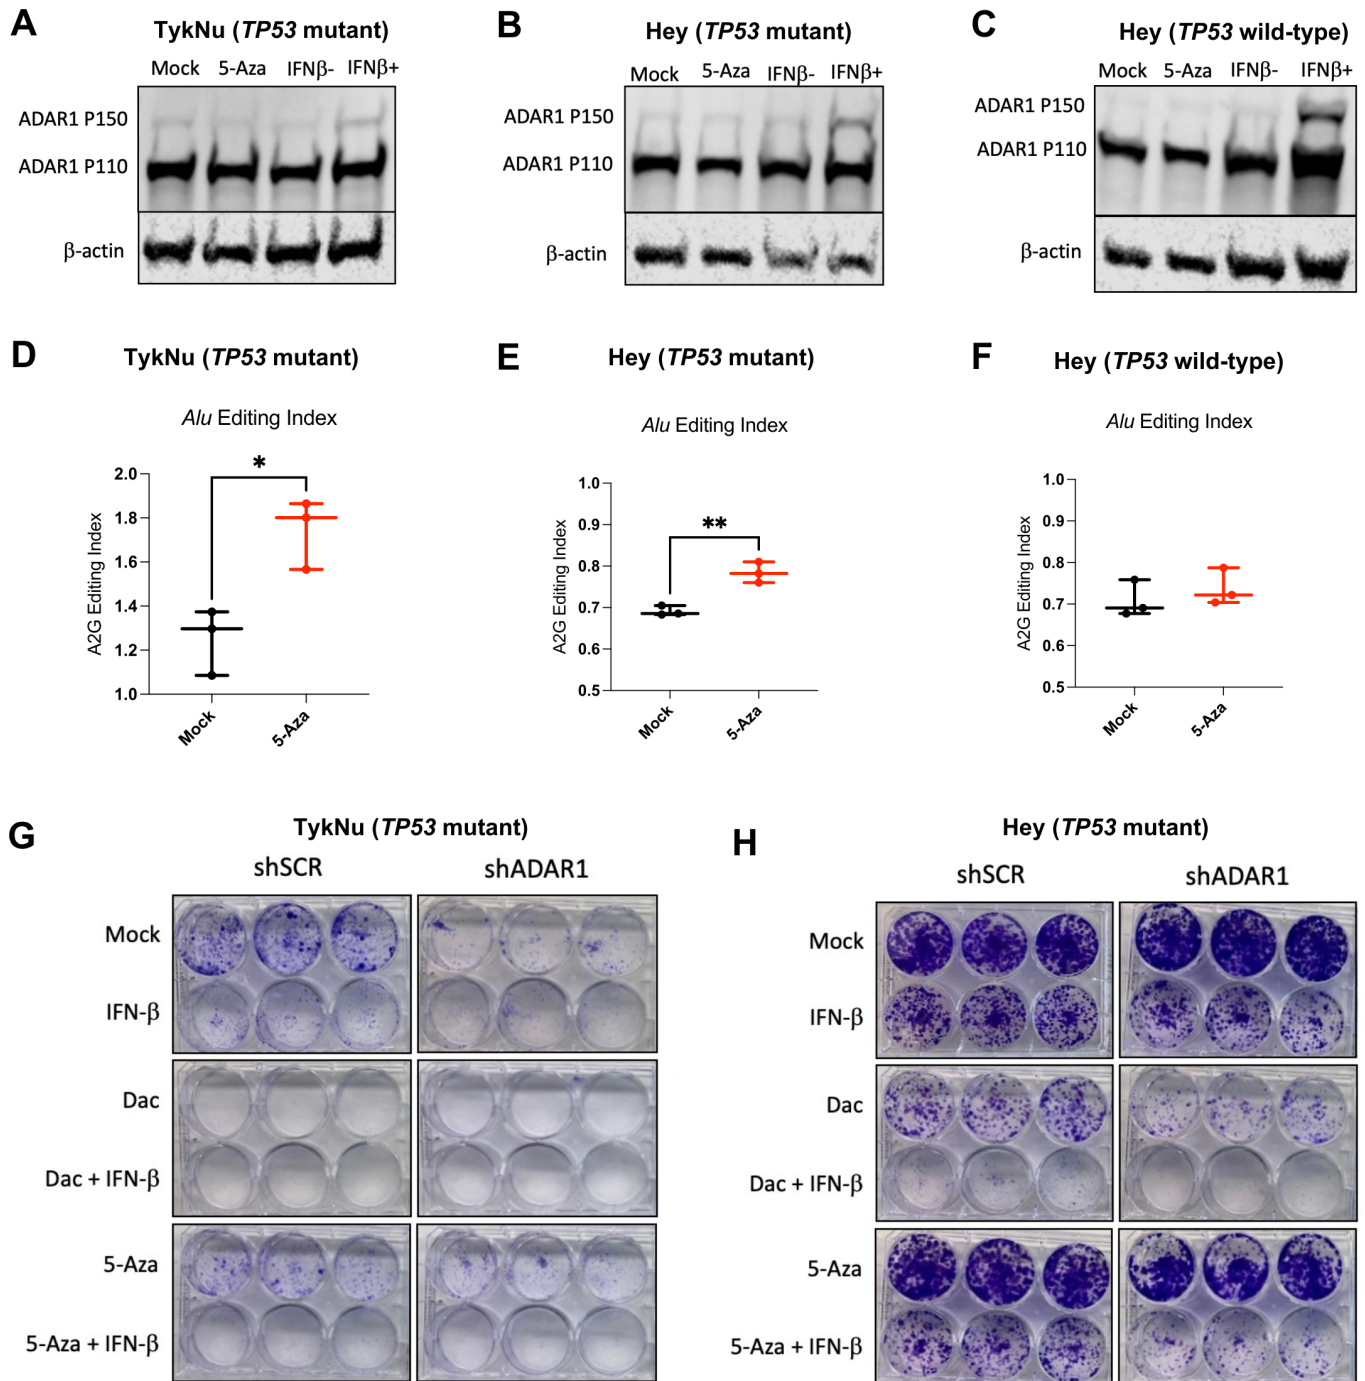 A
TykNu (TP53 mutant)
Mock 5-Aza IFNβ- IFNβ+
ADAR1 P150
ADAR1 P110
β-actin
B
Hey (TP53 mutant)
Mock 5-Aza IFNβ- IFNβ+
ADAR1 P150
ADAR1 P110
β-actin
C
Hey (TP53 wild-type)
Mock 5-Aza IFNβ- IFNβ+
ADAR1 P150
ADAR1 P110
β-actin
D
TykNu (TP53 mutant)
Alu Editing Index
*
A2G Editing Index
2.0
1.8
1.6
1.4
1.2
1.0
Mock
5-Aza
E
Hey (TP53 mutant)
Alu Editing Index
**
A2G Editing Index
1.0
0.9
0.8
0.7
0.6
0.5
Mock
5-Aza
F
Hey (TP53 wild-type)
Alu Editing Index
A2G Editing Index
1.0
0.9
0.8
0.7
0.6
0.5
Mock
5-Aza
G
TykNu (TP53 mutant)
shSCR shADAR1
Mock
IFN-β
Dac
Dac + IFN-β
5-Aza
5-Aza + IFN-β
H
Hey (TP53 mutant)
shSCR shADAR1
Mock
IFN-β
Dac
Dac + IFN-β
5-Aza
5-Aza + IFN-β